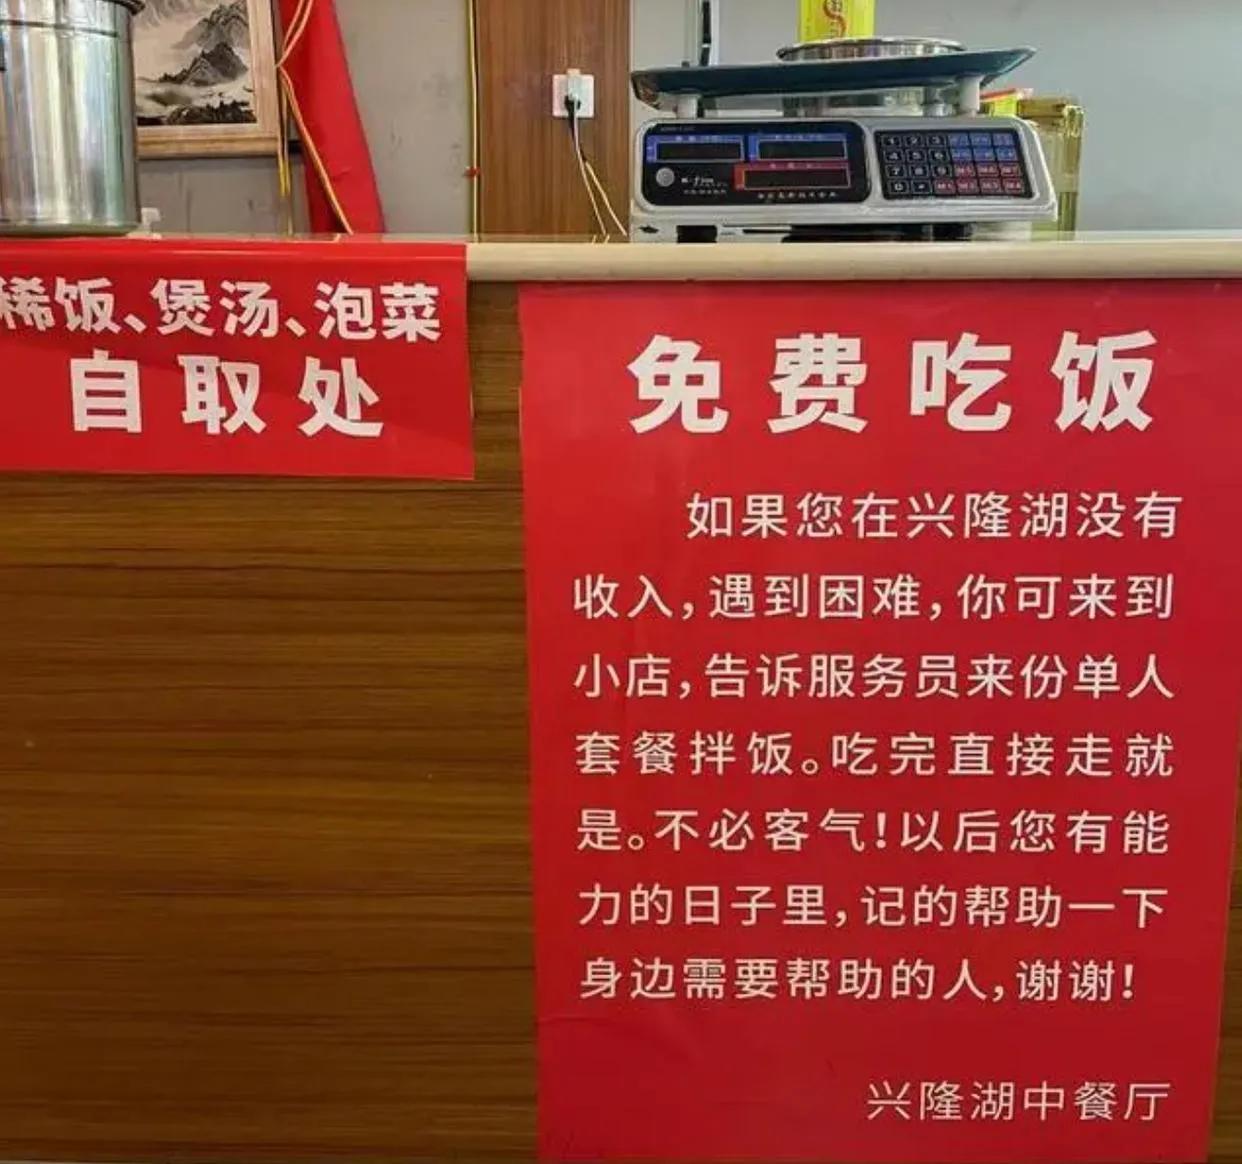 稀饭、煲汤、泡菜
自取处
免费吃饭
如果您在兴隆湖没有
收入,遇到困难,你可来到
小店,告诉服务员来份单人
套餐拌饭。吃完直接走就
是。不必客气!以后您有能
力的日子里,记的帮助一下
身边需要帮助的人,谢谢!
兴隆湖中餐厅